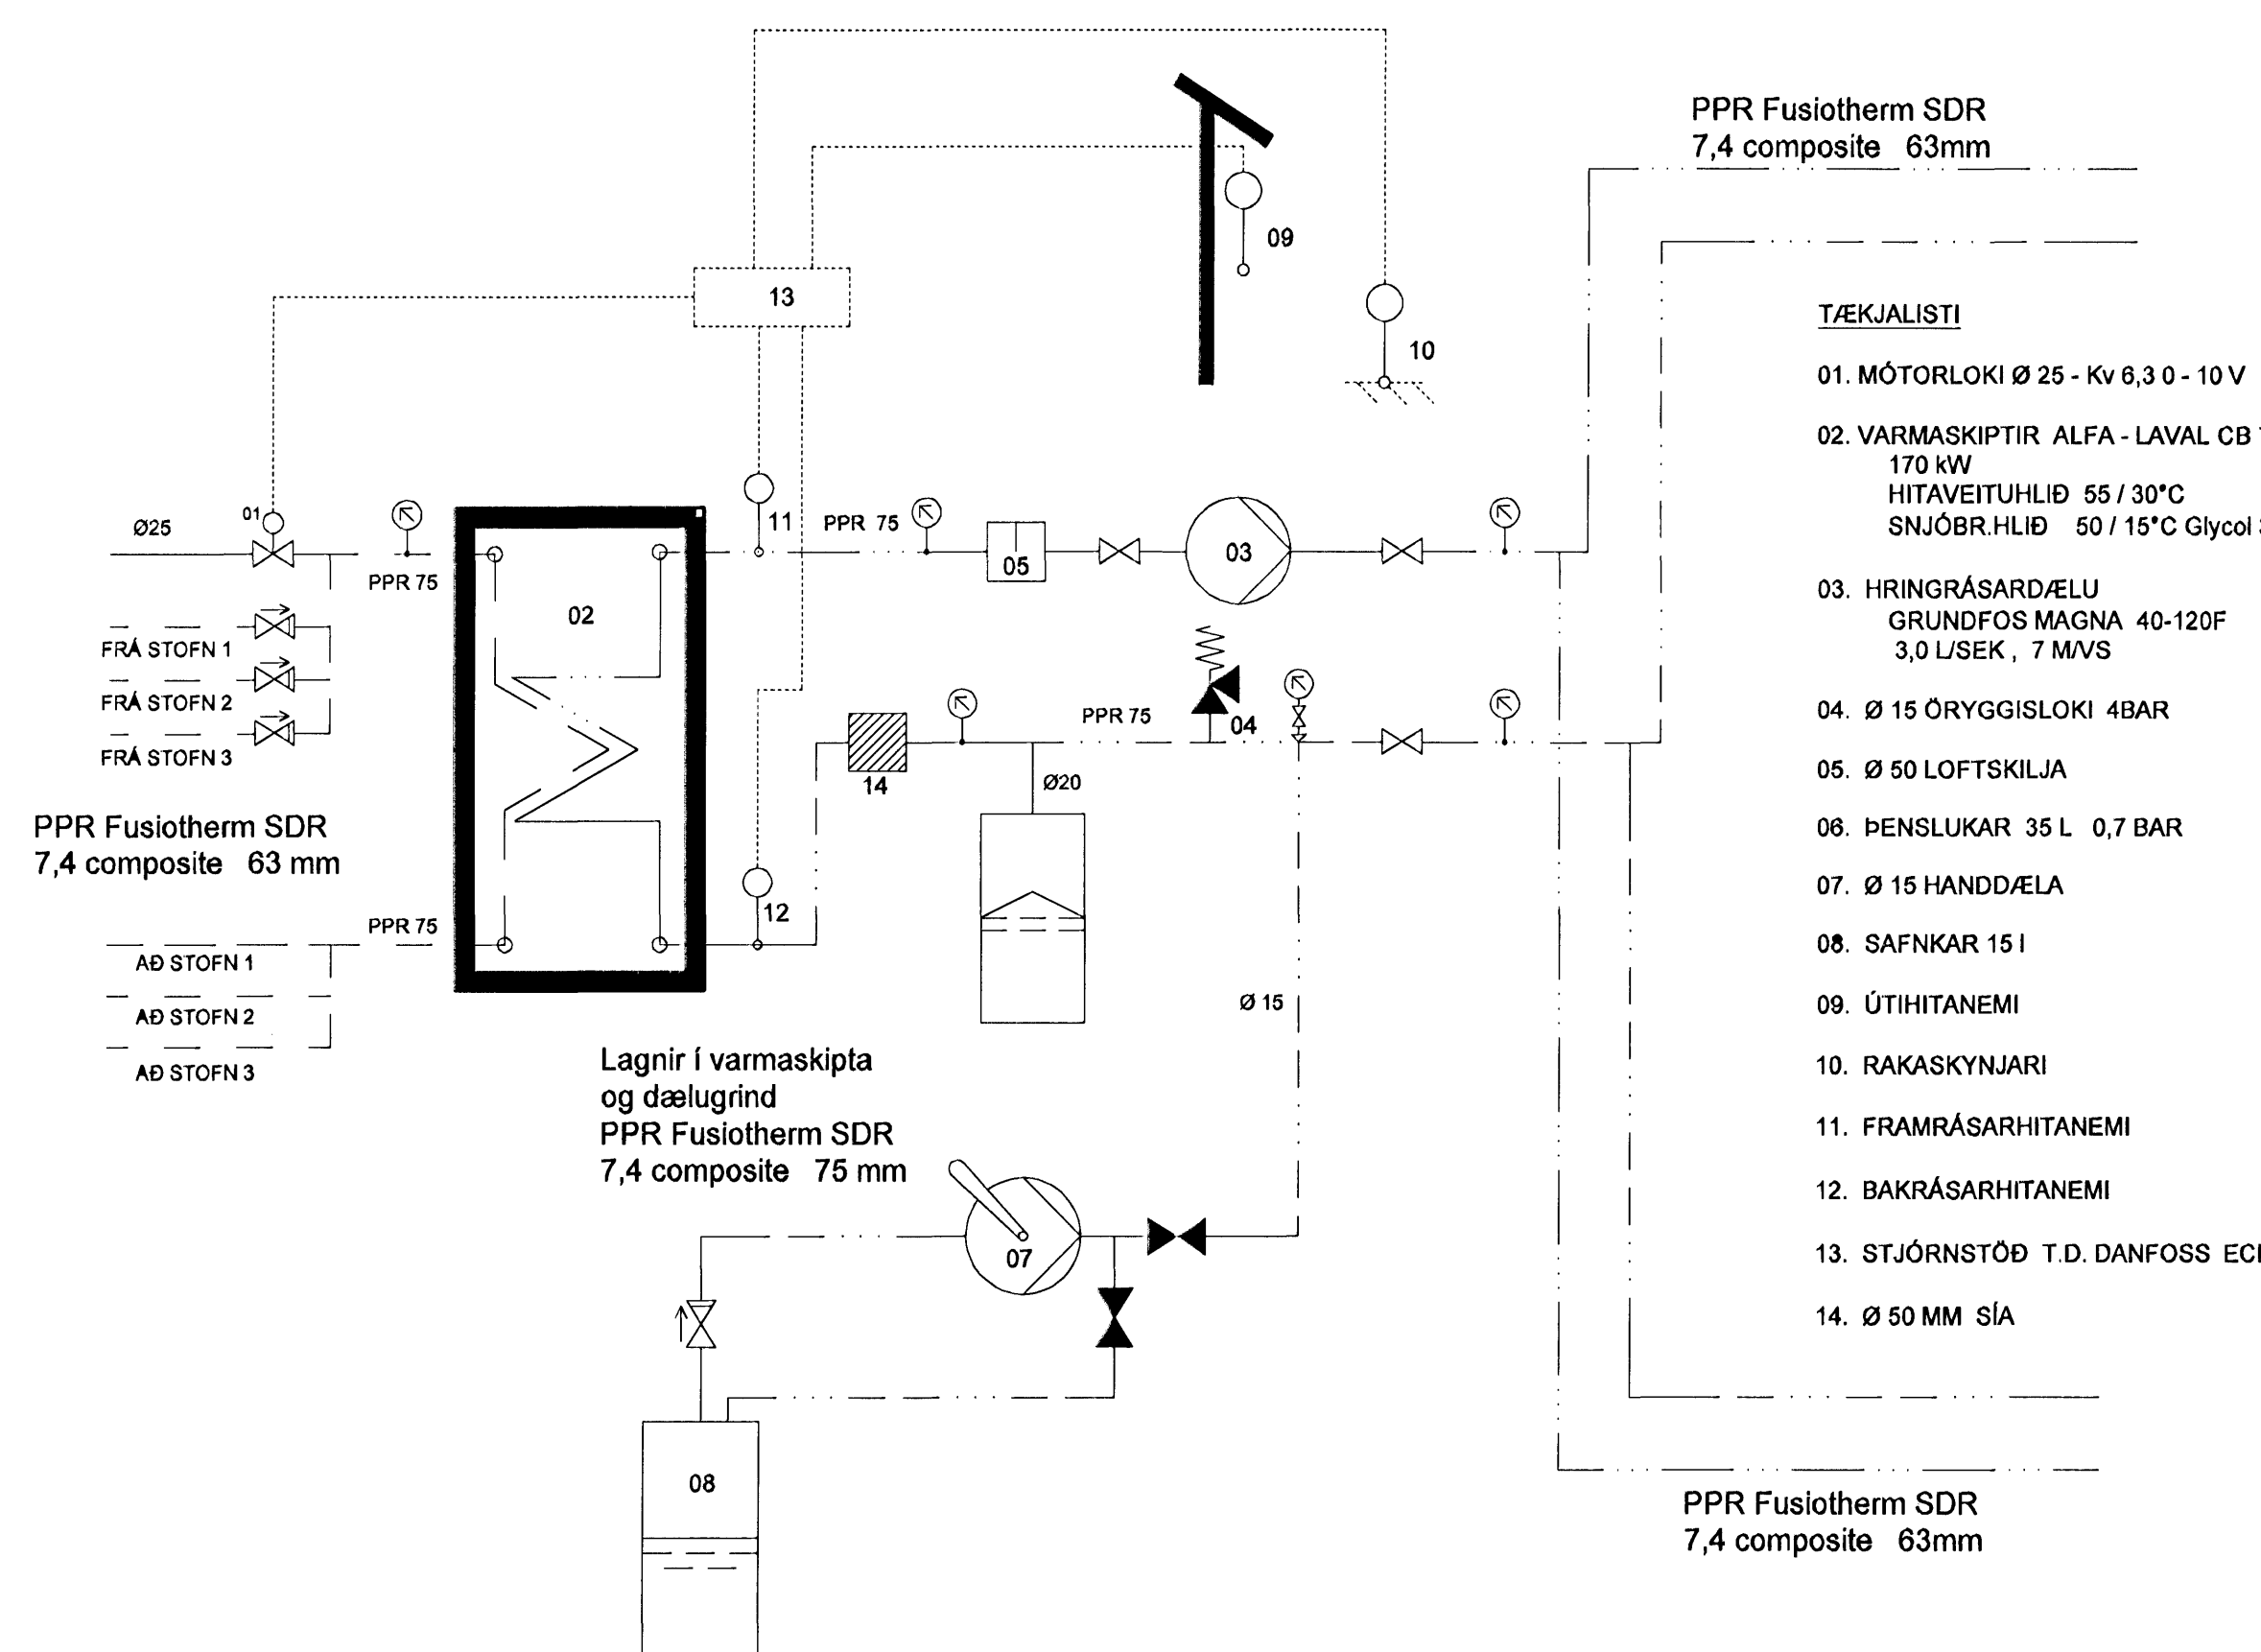 PPR Fusiotherm SDR
7,4 composite 63mm
09
13
10
TÆKJALISTI
01. MÓTORLOKI Ø 25 - Kv 6,3 0 - 10 V
02. VARMASKIPTIR ALFA - LAVAL CB
170 kW
HITAVEITUHLIÐ 55 / 30°C
SNJÓBR.HLIÐ 50 / 15°C Glycol
03. HRINGRÁSARDÆLU
GRUNDFOS MAGNA 40-120F
3,0 L/SEK , 7 M/VS
04. Ø 15 ÖRYGGISLOKI 4BAR
05. Ø 50 LOFTSKILJA
06. ÞENSLUKAR 35 L 0,7 BAR
07. Ø 15 HANDDÆLA
08. SAFNKAR 15 l
09. ÚTIHITANEMI
10. RAKASKYNJARI
11. FRAMRÁSARHITANEMI
12. BAKRÁSARHITANEMI
13. STJÓRNSTÖÐ T.D. DANFOSS
14. Ø 50 MM SÍA
Ø25
01
11
PPR 75
05
03
PPR 75
02
FRÁ STOFN 1
FRÁ STOFN 2
FRÁ STOFN 3
PPR 75
04
14
Ø20
PPR Fusiotherm SDR
7,4 composite 63 mm
12
PPR 75
AÐ STOFN 1
AÐ STOFN 2
AÐ STOFN 3
Ø 15
Lagnir í varmaskipta
og dælugrind
PPR Fusiotherm SDR
7,4 composite 75 mm
07
08
PPR Fusiotherm SDR
7,4 composite 63mm